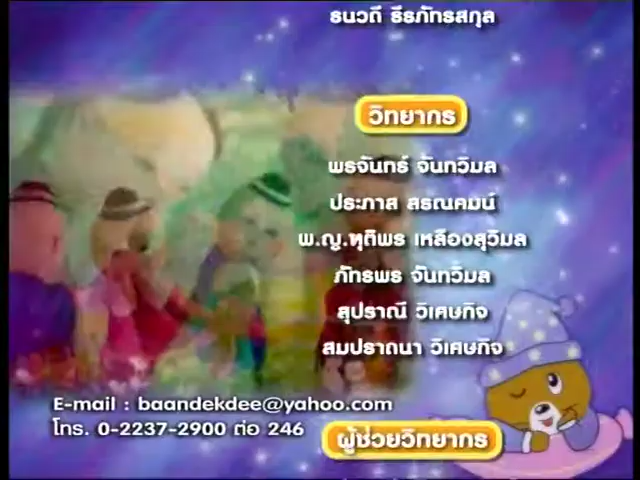 ธนวดี ธีรภัทรสกุล
วิทยากร
พรจันทร์ จันทวิมล
ประภาส สรณคมน์
พ.ญ.ทุติพร เหลืองสุวิมล
ภัทรพร จันทวิมล
สุปราณี วิเศษกิจ
สมปราถนา วิเศษกิจ
E-mail : baandekdee@yahoo.com
โทร. 0-2237-2900 ต่อ 246
ผู้ช่วยวิทยากร